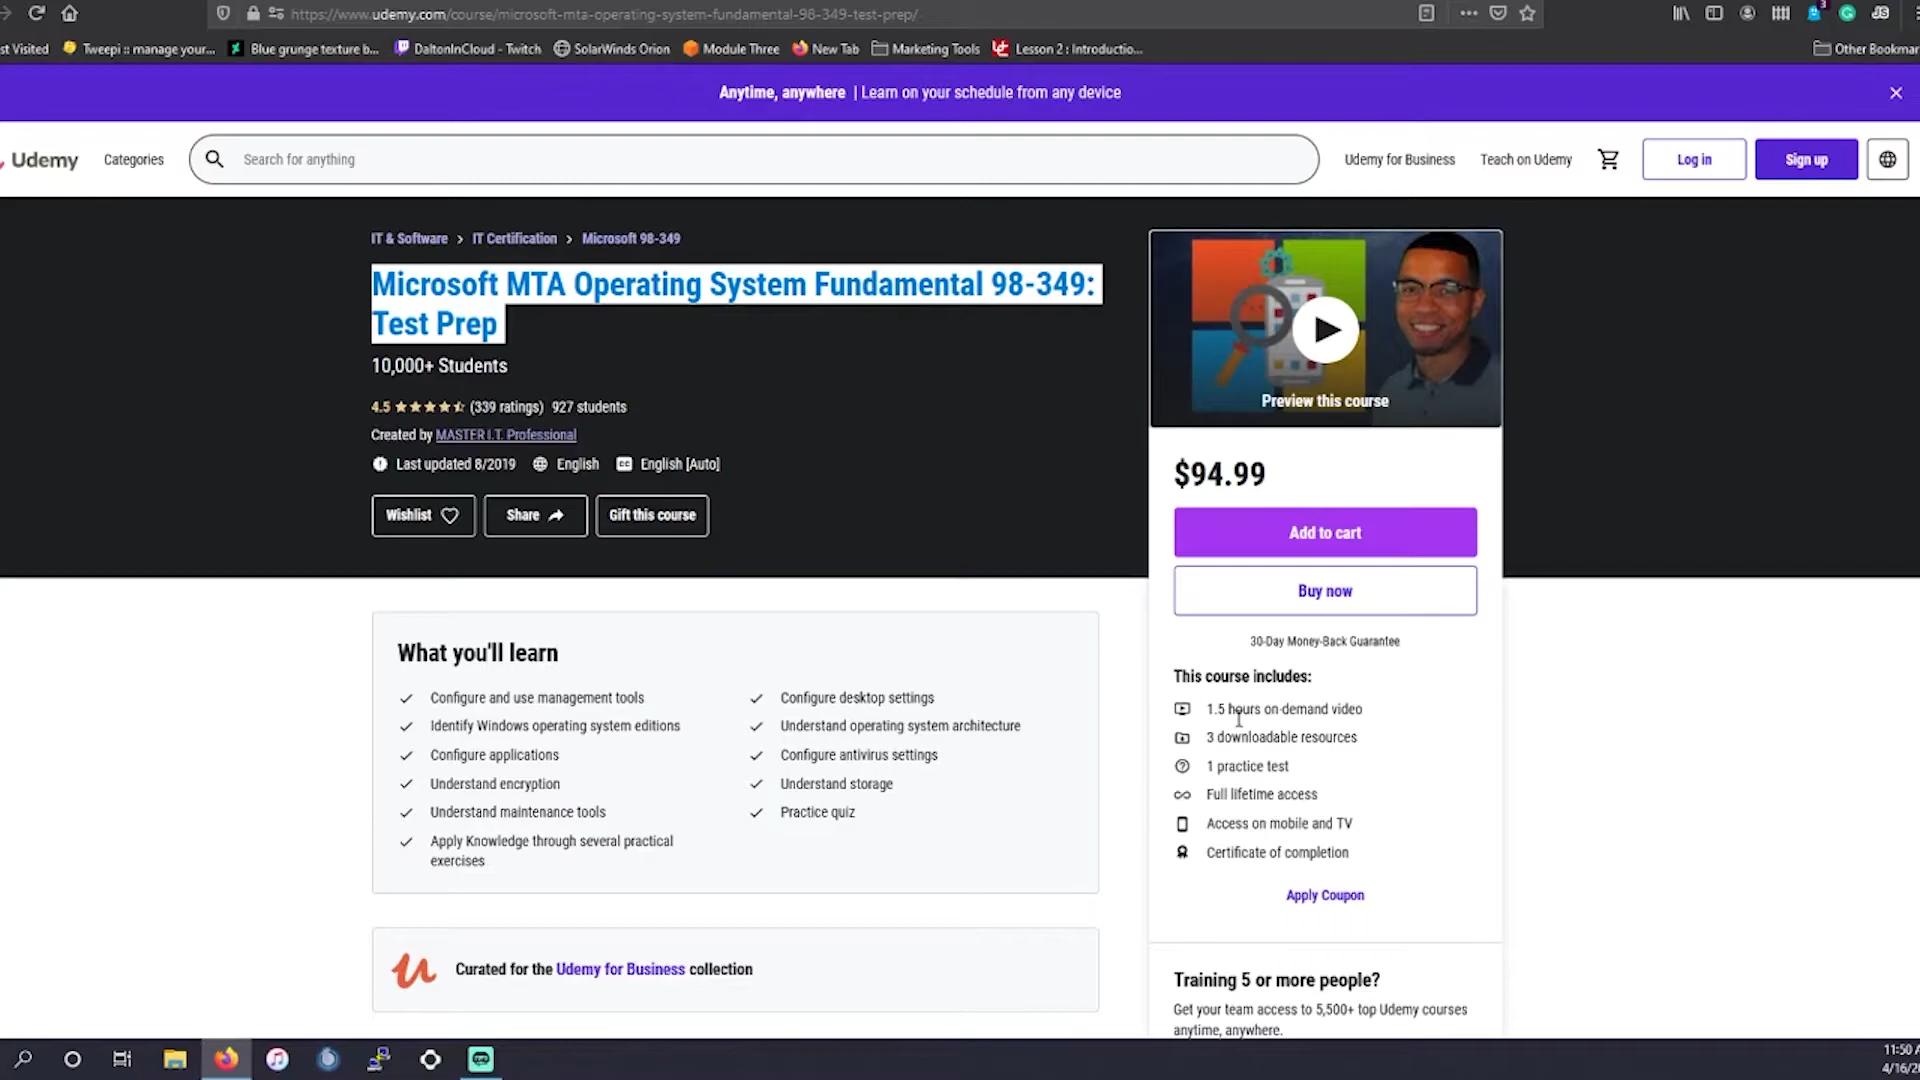 https://www.udemy.com/course/microsoft-mta-operating-system-fundamental-98-349-test-prep/
3
JS
st Visited
Tweepi :: manage your...
Blue grunge texture b...
DaltonInCloud - Twitch
SolarWinds Orion
Module Three
New Tab
Marketing Tools
Lesson 2 : Introductio...
Other Bookmar
Anytime, anywhere | Learn on your schedule from any device
Udemy
Categories
Search for anything
Udemy for Business
Teach on Udemy
Log in
Sign up
IT & Software > IT Certification > Microsoft 98-349
Microsoft MTA Operating System Fundamental 98-349:
Test Prep
10,000+ Students
4.5 (339 ratings) 927 students
Created by MASTER I.T. Professional
Last updated 8/2019 English CC English [Auto]
Wishlist
Share
Gift this course
Preview this course
$94.99
Add to cart
Buy now
30-Day Money-Back Guarantee
This course includes:
1.5 hours on-demand video
3 downloadable resources
1 practice test
Full lifetime access
Access on mobile and TV
Certificate of completion
Apply Coupon
Training 5 or more people?
Get your team access to 5,500+ top Udemy courses
anytime, anywhere.
What you'll learn
Configure and use management tools
Identify Windows operating system editions
Configure applications
Understand encryption
Understand maintenance tools
Apply Knowledge through several practical
exercises
Configure desktop settings
Understand operating system architecture
Configure antivirus settings
Understand storage
Practice quiz
Curated for the Udemy for Business collection
11:50 A
4/16/2